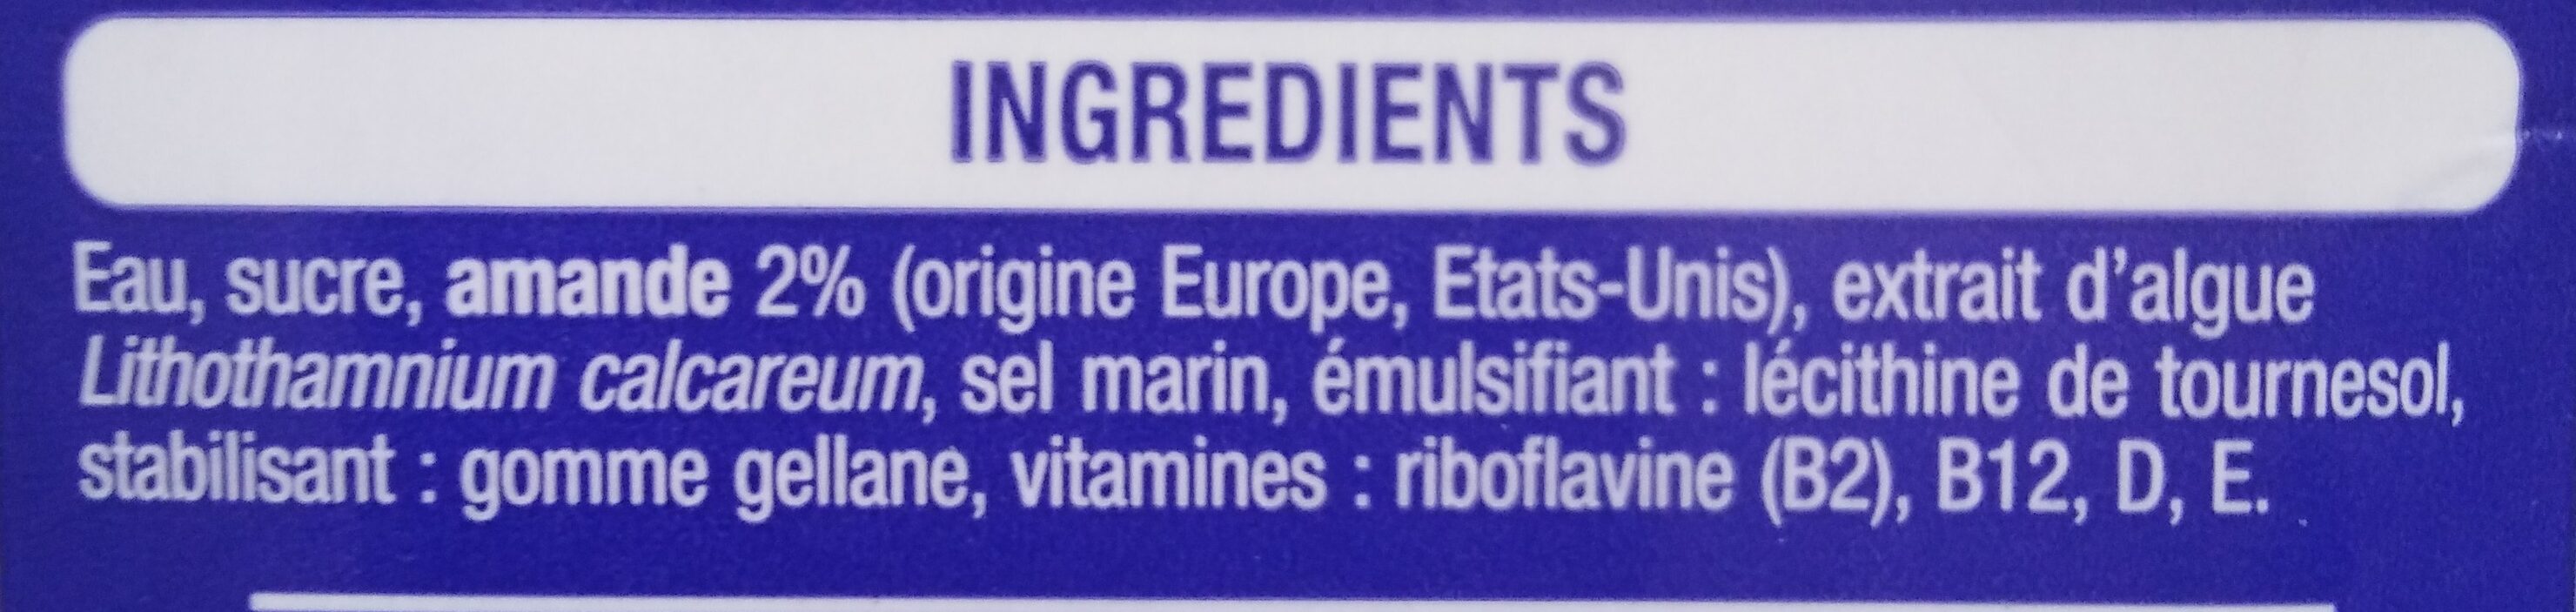 INGREDIENTS
Eau, sucre, amande 2% (origine Europe, Etats-Unis), extrait d'algue
Lithothamnium calcareum, sel marin, émulsifiant : lécithine de tournesol,
stabilisant : gomme gellane, vitamines : riboflavine (B2), B12, D, E.